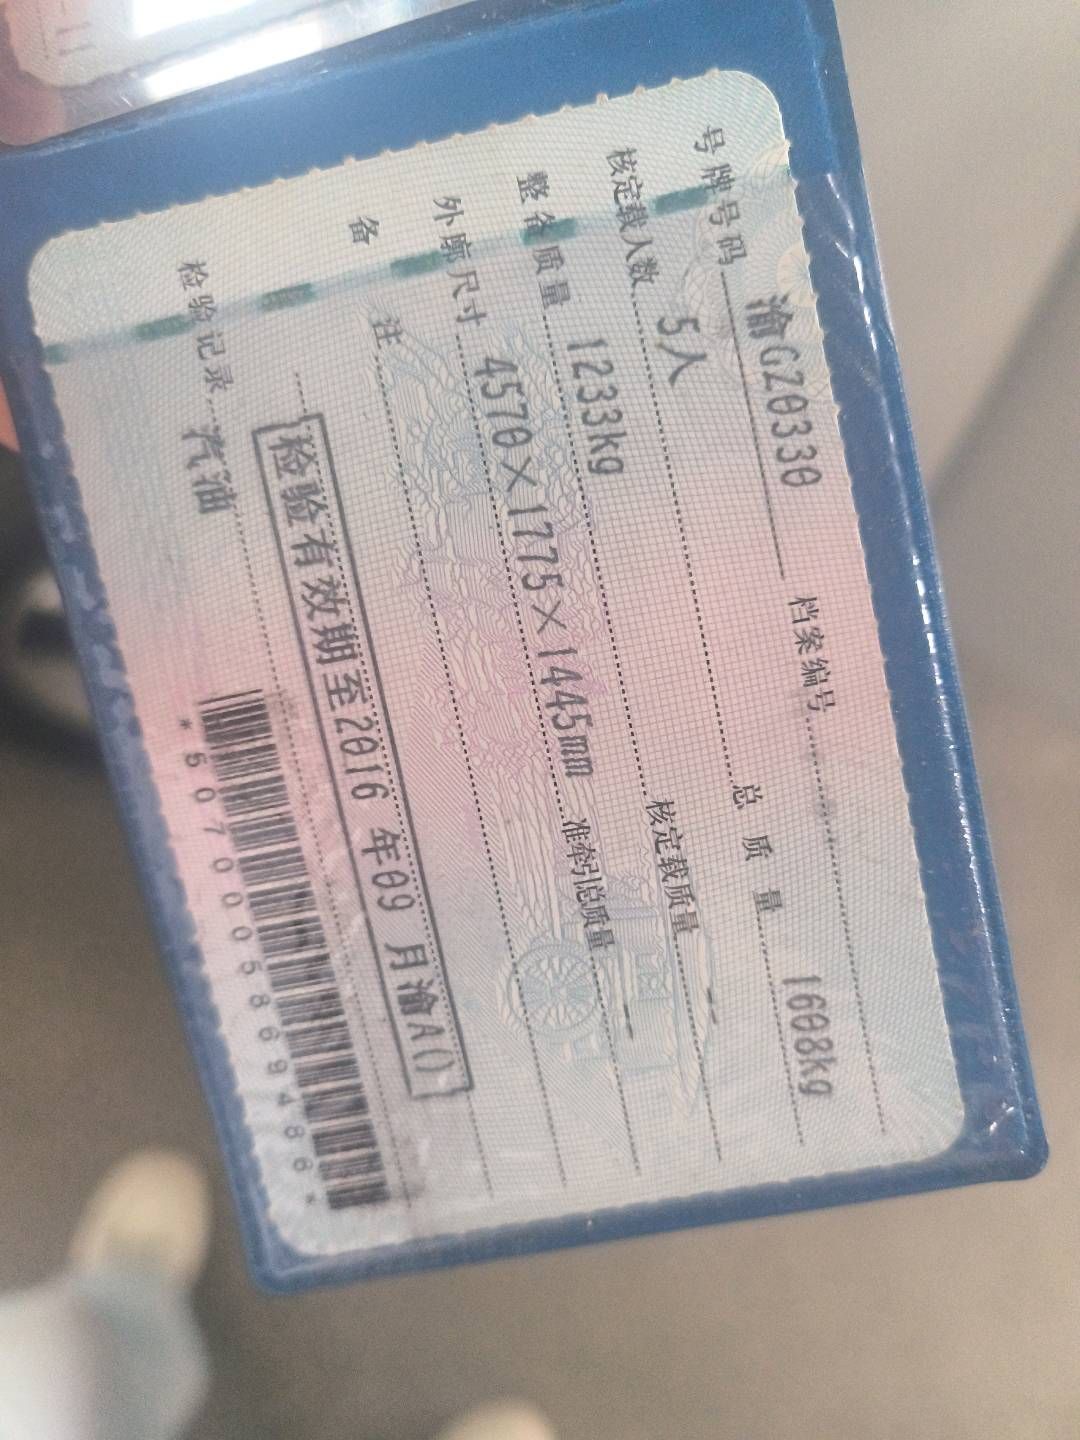 号牌号码 渝GZ0330 档案编号
核定载人数 5人 总质量 1608kg
整备质量 1233kg 核定载质量
外廓尺寸 4570×1775×1445mm 准牵引总质量
备注
检验有效期至2016年09月渝A()
检验记录 汽油
*5070005869486*